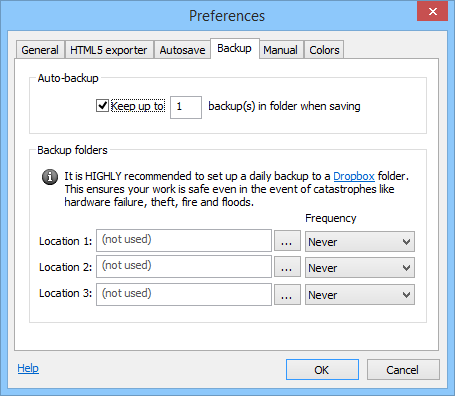 Preferences
General HTML5 exporter Autosave Backup Manual Colors
Auto-backup
Keep up to 1 backup(s) in folder when saving
Backup folders
It is HIGHLY recommended to set up a daily backup to a Dropbox folder.
This ensures your work is safe even in the event of catastrophes like
hardware failure, theft, fire and floods.
Frequency
Location 1: (not used) ... Never
Location 2: (not used) ... Never
Location 3: (not used) ... Never
Help OK Cancel